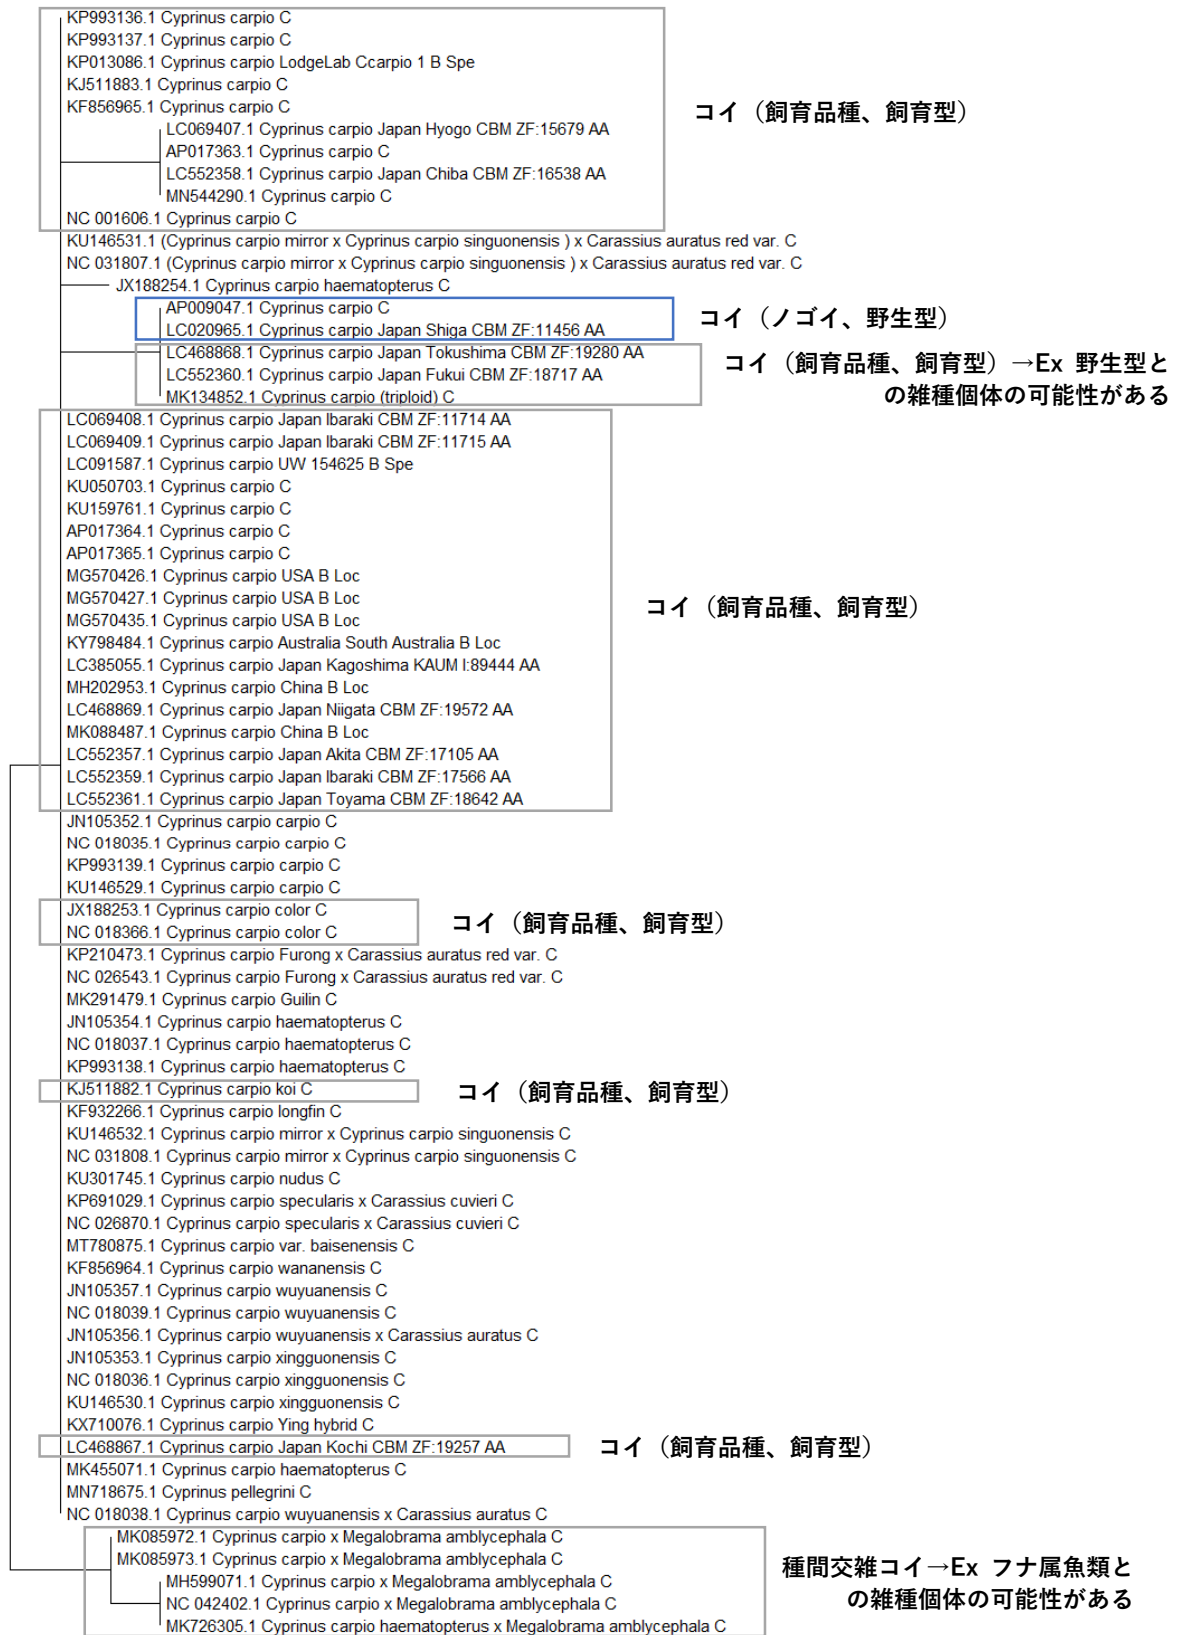 KP993136.1 Cyprinus carpio C
KP993137.1 Cyprinus carpio C
KP013086.1 Cyprinus carpio LodgeLab Ccarpio 1 B Spe
KJ511883.1 Cyprinus carpio C
KF856965.1 Cyprinus carpio C
コイ（飼育品種、飼育型）
LC069407.1 Cyprinus carpio Japan Hyogo CBM ZF:15679 AA
AP017363.1 Cyprinus carpio C
LC552358.1 Cyprinus carpio Japan Chiba CBM ZF:16538 AA
MN544290.1 Cyprinus carpio C
NC 001606.1 Cyprinus carpio C
KU146531.1 (Cyprinus carpio mirror x Cyprinus carpio singuonensis ) x Carassius auratus red var. C
NC 031807.1 (Cyprinus carpio mirror x Cyprinus carpio singuonensis ) x Carassius auratus red var. C
JX188254.1 Cyprinus carpio haematopterus C
AP009047.1 Cyprinus carpio C
コイ（ノゴイ、野生型）
LC020965.1 Cyprinus carpio Japan Shiga CBM ZF:11456 AA
LC468868.1 Cyprinus carpio Japan Tokushima CBM ZF:19280 AA
コイ（飼育品種、飼育型）→Ex 野生型と
の雑種個体の可能性がある
LC552360.1 Cyprinus carpio Japan Fukui CBM ZF:18717 AA
MK134852.1 Cyprinus carpio (triploid) C
LC069408.1 Cyprinus carpio Japan Ibaraki CBM ZF:11714 AA
LC069409.1 Cyprinus carpio Japan Ibaraki CBM ZF:11715 AA
LC091587.1 Cyprinus carpio UW 154625 B Spe
KU050703.1 Cyprinus carpio C
KU159761.1 Cyprinus carpio C
AP017364.1 Cyprinus carpio C
AP017365.1 Cyprinus carpio C
MG570426.1 Cyprinus carpio USA B Loc
MG570427.1 Cyprinus carpio USA B Loc
MG570435.1 Cyprinus carpio USA B Loc
コイ（飼育品種、飼育型）
KY798484.1 Cyprinus carpio Australia South Australia B Loc
LC385055.1 Cyprinus carpio Japan Kagoshima KAUM I:89444 AA
MH202953.1 Cyprinus carpio China B Loc
LC468869.1 Cyprinus carpio Japan Niigata CBM ZF:19572 AA
MK088487.1 Cyprinus carpio China B Loc
LC552357.1 Cyprinus carpio Japan Akita CBM ZF:17105 AA
LC552359.1 Cyprinus carpio Japan Ibaraki CBM ZF:17566 AA
LC552361.1 Cyprinus carpio Japan Toyama CBM ZF:18642 AA
JN105352.1 Cyprinus carpio carpio C
NC 018035.1 Cyprinus carpio carpio C
KP993139.1 Cyprinus carpio carpio C
KU146529.1 Cyprinus carpio carpio C
JX188253.1 Cyprinus carpio color C
コイ（飼育品種、飼育型）
NC 018366.1 Cyprinus carpio color C
KP210473.1 Cyprinus carpio Furong x Carassius auratus red var. C
NC 026543.1 Cyprinus carpio Furong x Carassius auratus red var. C
MK291479.1 Cyprinus carpio Guilin C
JN105354.1 Cyprinus carpio haematopterus C
NC 018037.1 Cyprinus carpio haematopterus C
KP993138.1 Cyprinus carpio haematopterus C
KJ511882.1 Cyprinus carpio koi C
コイ（飼育品種、飼育型）
KF932266.1 Cyprinus carpio longfin C
KU146532.1 Cyprinus carpio mirror x Cyprinus carpio singuonensis C
NC 031808.1 Cyprinus carpio mirror x Cyprinus carpio singuonensis C
KU301745.1 Cyprinus carpio nudus C
KP691029.1 Cyprinus carpio specularis x Carassius cuvieri C
NC 026870.1 Cyprinus carpio specularis x Carassius cuvieri C
MT780875.1 Cyprinus carpio var. baisenensis C
KF856964.1 Cyprinus carpio wananensis C
JN105357.1 Cyprinus carpio wuyuanensis C
NC 018039.1 Cyprinus carpio wuyuanensis C
JN105356.1 Cyprinus carpio wuyuanensis x Carassius auratus C
JN105353.1 Cyprinus carpio xingguonensis C
NC 018036.1 Cyprinus carpio xingguonensis C
KU146530.1 Cyprinus carpio xingguonensis C
KX710076.1 Cyprinus carpio Ying hybrid C
LC468867.1 Cyprinus carpio Japan Kochi CBM ZF:19257 AA
コイ（飼育品種、飼育型）
MK455071.1 Cyprinus carpio haematopterus C
MN718675.1 Cyprinus pellegrini C
NC 018038.1 Cyprinus carpio wuyuanensis x Carassius auratus C
MK085972.1 Cyprinus carpio x Megalobrama amblycephala C
MK085973.1 Cyprinus carpio x Megalobrama amblycephala C
種間交雑コイ→Ex フナ属魚類と
の雑種個体の可能性がある
MH599071.1 Cyprinus carpio x Megalobrama amblycephala C
NC 042402.1 Cyprinus carpio x Megalobrama amblycephala C
MK726305.1 Cyprinus carpio haematopterus x Megalobrama amblycephala C